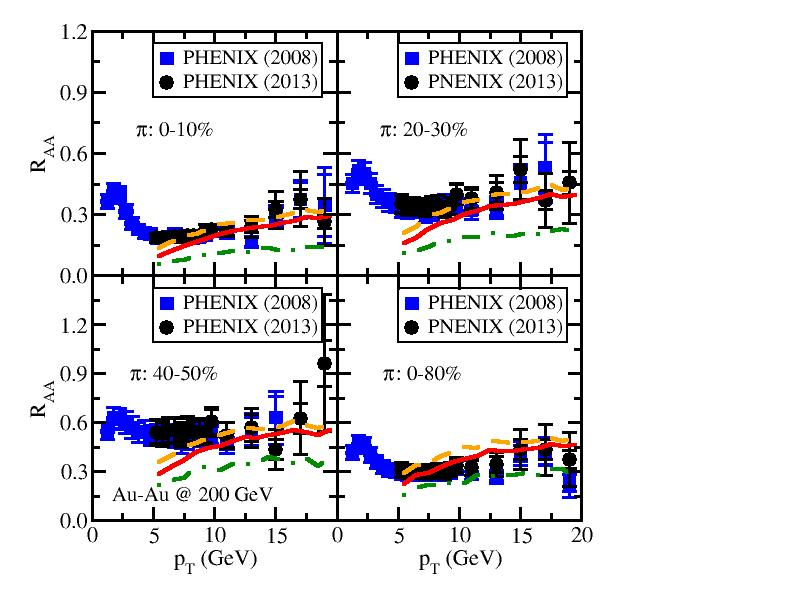 1.2
PHENIX (2008)
PHENIX (2013)
PHENIX (2008)
PNENIX (2013)
0.9
π: 0-10%
π: 20-30%
R_AA
0.6
0.3
0.0
PHENIX (2008)
PHENIX (2013)
PHENIX (2008)
PNENIX (2013)
1.2
0.9
π: 40-50%
π: 0-80%
R_AA
0.6
0.3
Au-Au @ 200 GeV
0.0
0 5 10 15 0 5 10 15 20
p_T (GeV) p_T (GeV)